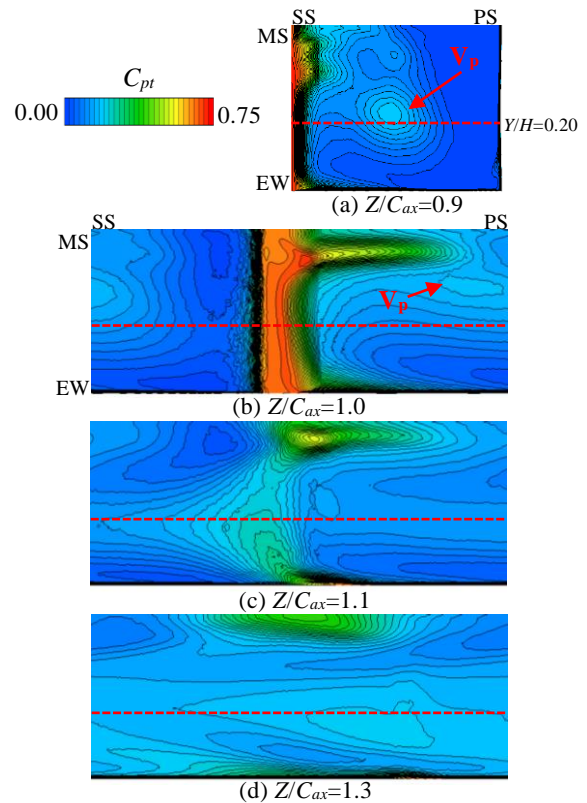 SS PS
MS
C_pt
V_p
0.00 0.75
Y/H=0.20
EW
(a) Z/C_ax=0.9
SS PS
MS
V_p
EW
(b) Z/C_ax=1.0
(c) Z/C_ax=1.1
(d) Z/C_ax=1.3